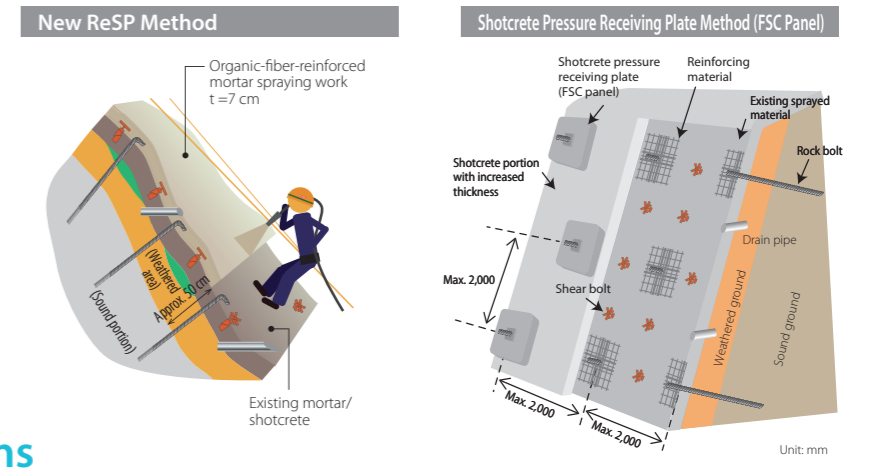 New ReSP Method
Organic-fiber-reinforced
mortar spraying work
t =7 cm
(Weathered
area)
Approx. 50 cm
(Sound portion)
Existing mortar/
shotcrete
ns
Shotcrete Pressure Receiving Plate Method (FSC Panel)
Shotcrete pressure
receiving plate
(FSC panel)
Reinforcing
material
Existing sprayed
material
Rock bolt
Shotcrete portion
with increased
thickness
Drain pipe
Max. 2,000
Shear bolt
Weathered ground
Sound ground
Max. 2,000
Max. 2,000
Unit: mm